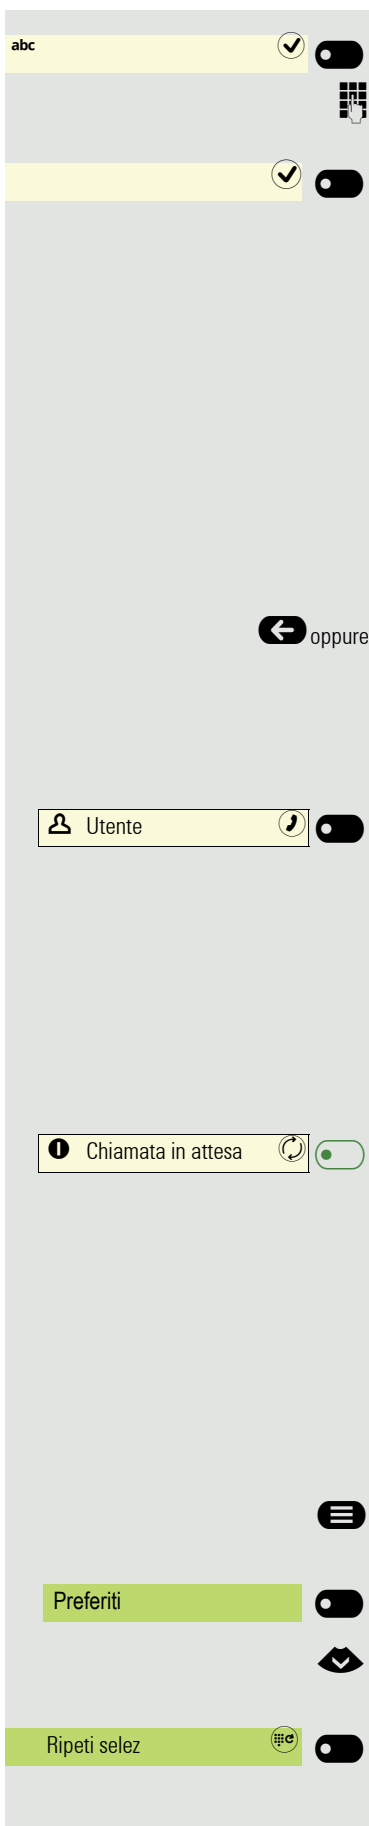 abc
oppure
Utente
Chiamata in attesa
Preferiti
Ripeti selez